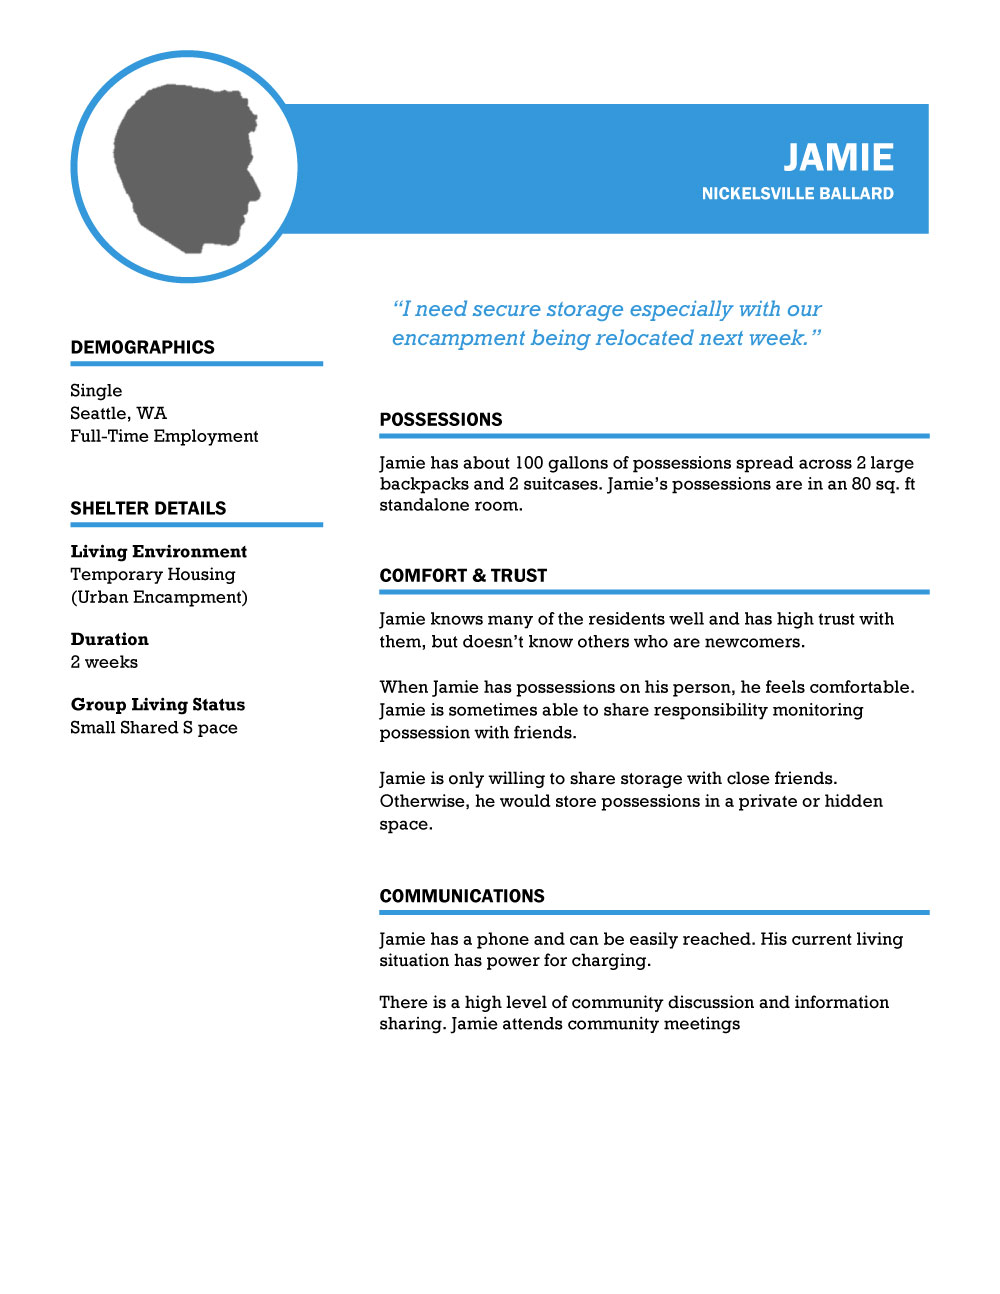 JAMIE
NICKELSVILLE BALLARD
“I need secure storage especially with our
encampment being relocated next week.”
DEMOGRAPHICS
Single
Seattle, WA
Full-Time Employment
SHELTER DETAILS
Living Environment
Temporary Housing
(Urban Encampment)
Duration
2 weeks
Group Living Status
Small Shared S pace
POSSESSIONS
Jamie has about 100 gallons of possessions spread across 2 large
backpacks and 2 suitcases. Jamie’s possessions are in an 80 sq. ft
standalone room.
COMFORT & TRUST
Jamie knows many of the residents well and has high trust with
them, but doesn’t know others who are newcomers.
When Jamie has possessions on his person, he feels comfortable.
Jamie is sometimes able to share responsibility monitoring
possession with friends.
Jamie is only willing to share storage with close friends.
Otherwise, he would store possessions in a private or hidden
space.
COMMUNICATIONS
Jamie has a phone and can be easily reached. His current living
situation has power for charging.
There is a high level of community discussion and information
sharing. Jamie attends community meetings